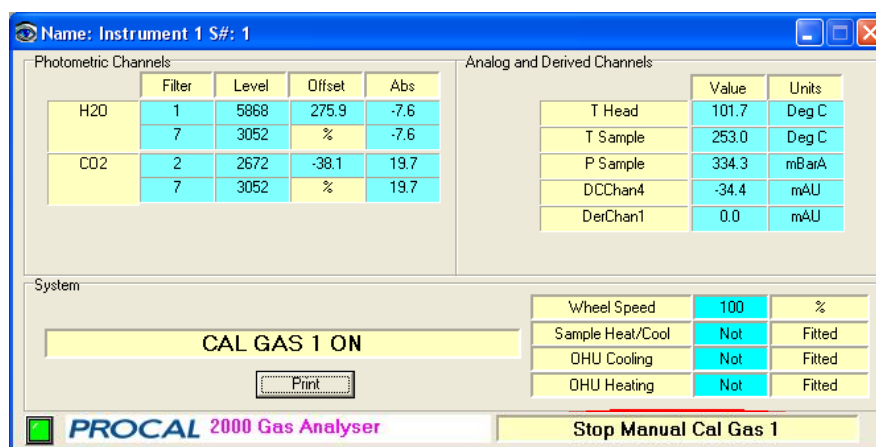 Name: Instrument 1 S#: 1
Photometric Channels
Filter Level Offset Abs
H2O 1 5868 275.9 -7.6
7 3052 % -7.6
CO2 2 2672 -38.1 19.7
7 3052 % 19.7
Analog and Derived Channels
Value Units
T Head 101.7 Deg C
T Sample 253.0 Deg C
P Sample 334.3 mBarA
DCChan4 -34.4 mAU
DerChan1 0.0 mAU
System
CAL GAS 1 ON
Print
Wheel Speed 100 %
Sample Heat/Cool Not Fitted
OHU Cooling Not Fitted
OHU Heating Not Fitted
PROCAL 2000 Gas Analyser
Stop Manual Cal Gas 1